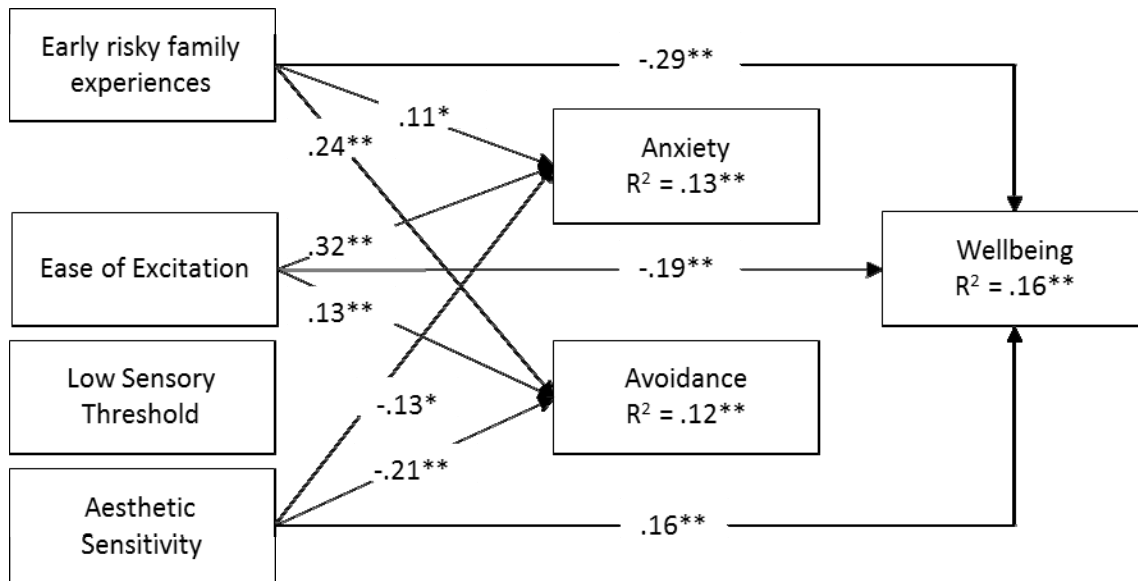 Early risky family
experiences
-.29**
.11*
.24**
Anxiety
R² = .13**
Ease of Excitation
.32**
-.19**
.13**
Wellbeing
R² = .16**
Low Sensory
Threshold
-.13*
Avoidance
R² = .12**
-.21**
Aesthetic
Sensitivity
.16**